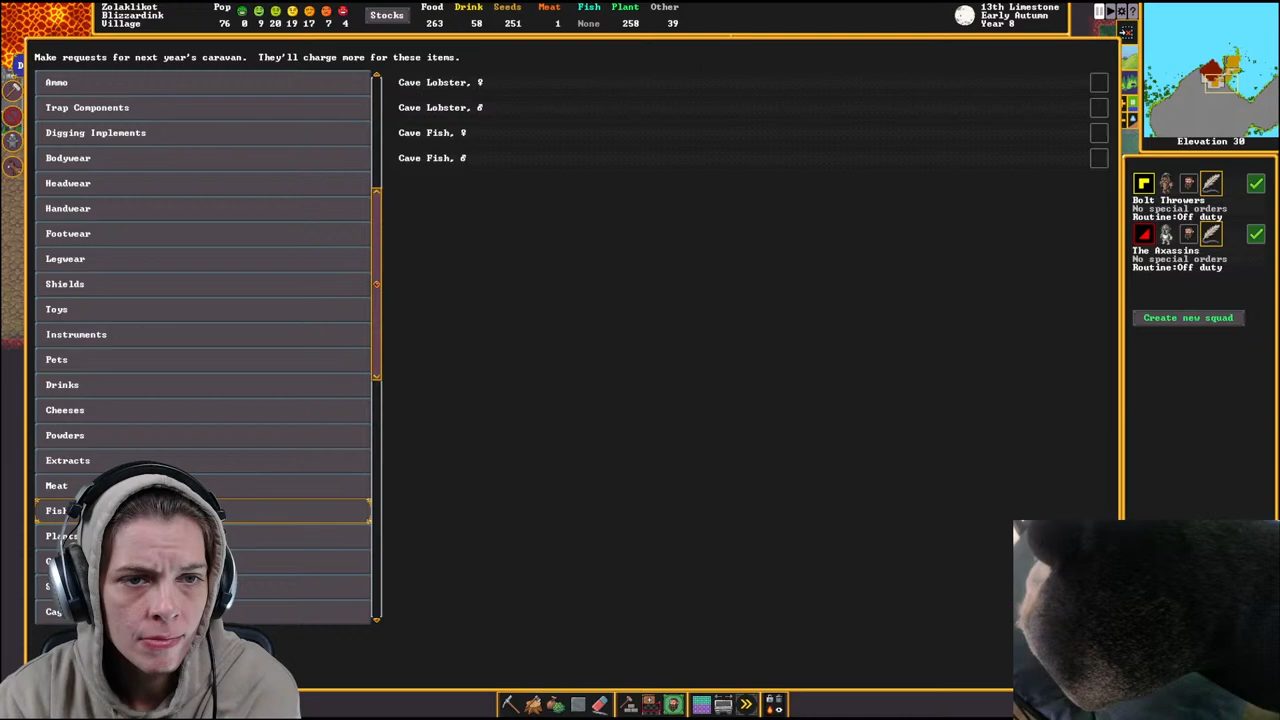 Zolaklikot
Blizzardink
Village
Pop
76 0 9 20 19 17 7 4
Stocks
Food Drink Seeds Meat Fish Plant Other
263 58 251 1 None 258 39
13th Limestone
Early Autumn
Year 8
Elevation 30
Make requests for next year's caravan. They'll charge more for these items.
Ammo
Trap Components
Digging Implements
Bodywear
Headwear
Handwear
Footwear
Legwear
Shields
Toys
Instruments
Pets
Drinks
Cheeses
Powders
Extracts
Meat
Cave Lobster, ♀
Cave Lobster, ♂
Cave Fish, ♀
Cave Fish, ♂
Bolt Throwers
No special orders
Routine:Off duty
The Axassins
No special orders
Routine:Off duty
Create new squad